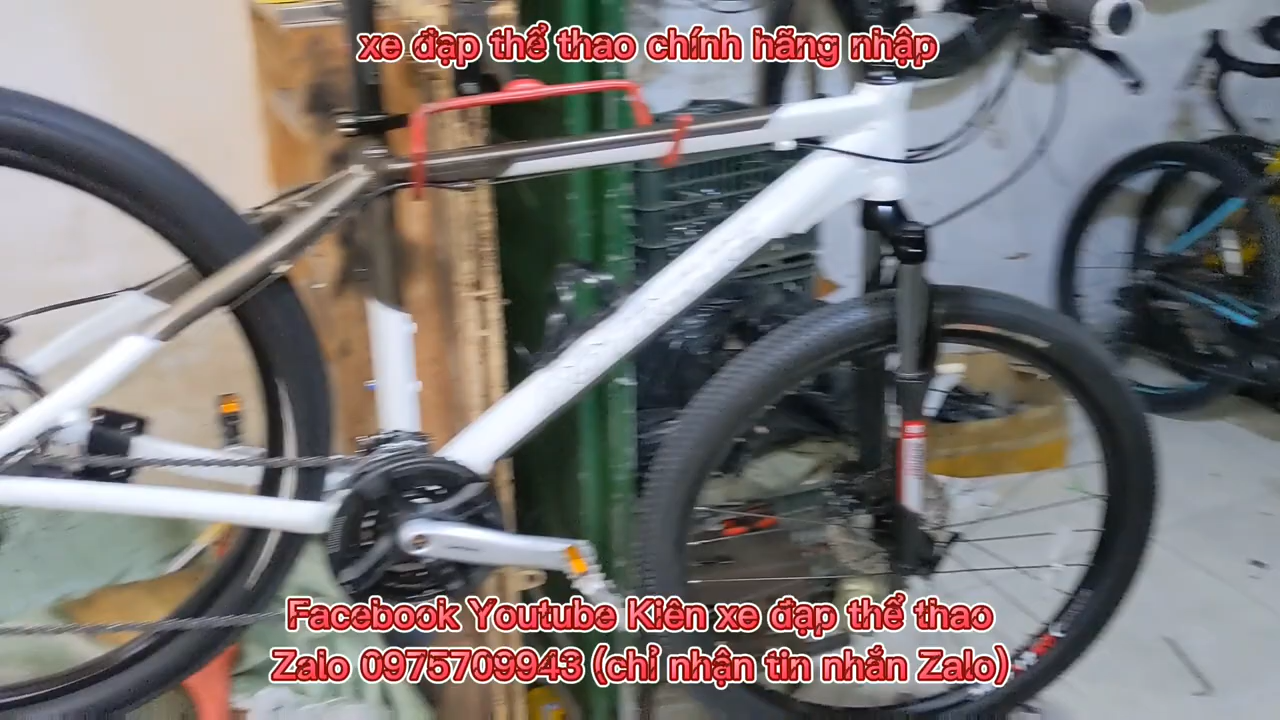 xe đạp thể thao chính hãng nhập
Facebook Youtube Kiên xe đạp thể thao
Zalo 0975709943 (chỉ nhận tin nhắn Zalo)